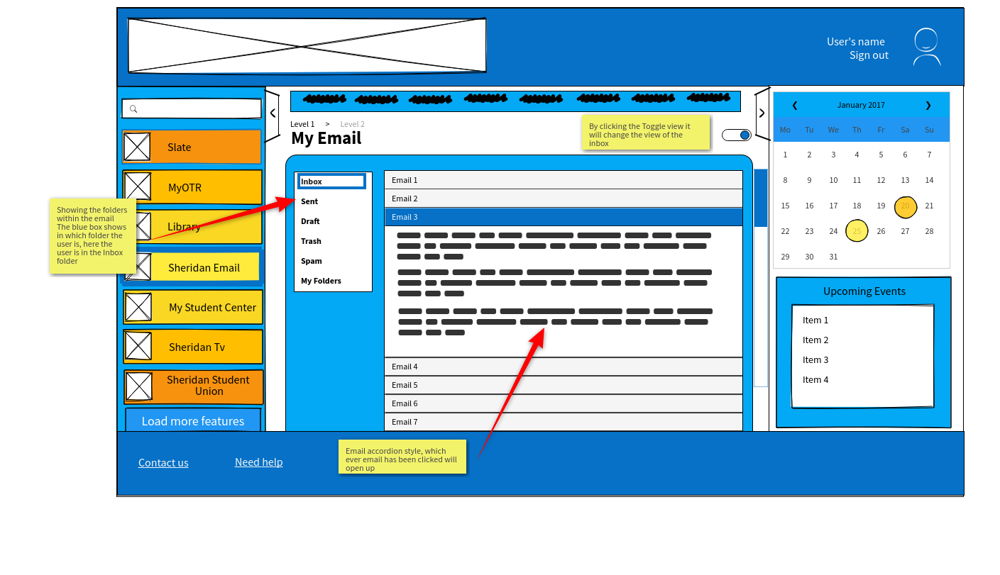 User's name
Sign out
Slate
MyOTR
Library
Sheridan Email
My Student Center
Sheridan Tv
Sheridan Student
Union
Load more features
Showing the folders
within the email
The blue box shows
in which folder the
user is, here the
user is in the Inbox
folder
Level 1 > Level 2
My Email
By clicking the Toggle view it
will change the view of the
inbox
Inbox
Sent
Draft
Trash
Spam
My Folders
Email 1
Email 2
Email 3
Email 4
Email 5
Email 6
Email 7
❮ January 2017 ❯
Mo Tu We Th Fr Sa Su
1 2 3 4 5 6 7
8 9 10 11 12 13 14
15 16 17 18 19 20 21
22 23 24 25 26 27 28
29 30 31
Upcoming Events
Item 1
Item 2
Item 3
Item 4
Contact us
Need help
Email accordion style, which
ever email has been clicked will
open up